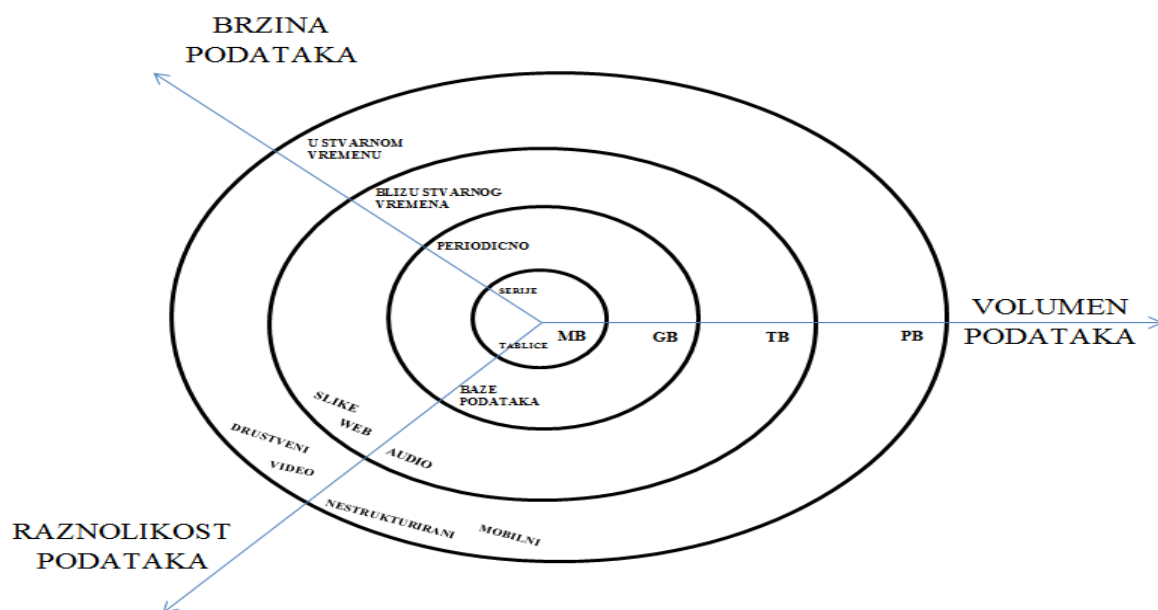 BRZINA
PODATAKA
U STVARNOM
VREMENU
BLIZU STVARNOG
VREMENA
PERIODICNO
SERIJE
VOLUMEN
PODATAKA
MB
GB
TB
PB
TABLICE
BAZE
PODATAKA
SLIKE
WEB
AUDIO
DRUSTVENI
VIDEO
NESTRUKTURIRANI
MOBILNI
RAZNOLIKOST
PODATAKA